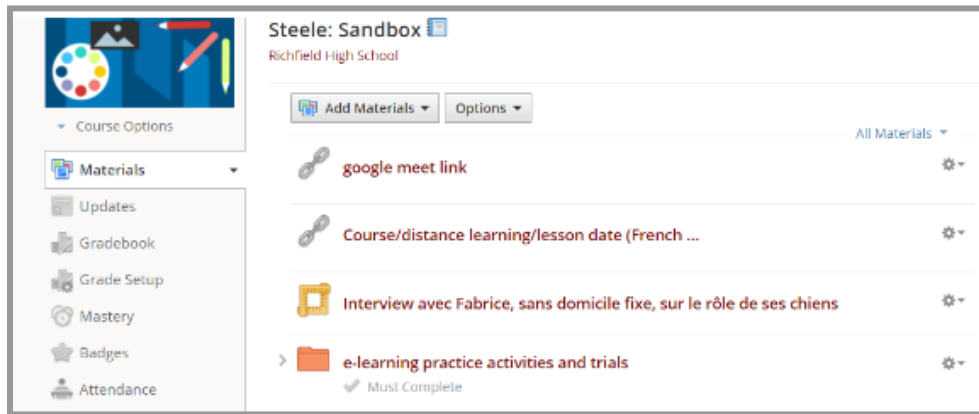 Steele: Sandbox
Richfield High School
Course Options
Materials
Updates
Gradebook
Grade Setup
Mastery
Badges
Attendance
Add Materials
Options
All Materials
google meet link
Course/distance learning/lesson date (French ...
Interview avec Fabrice, sans domicile fixe, sur le rôle de ses chiens
e-learning practice activities and trials
Must Complete